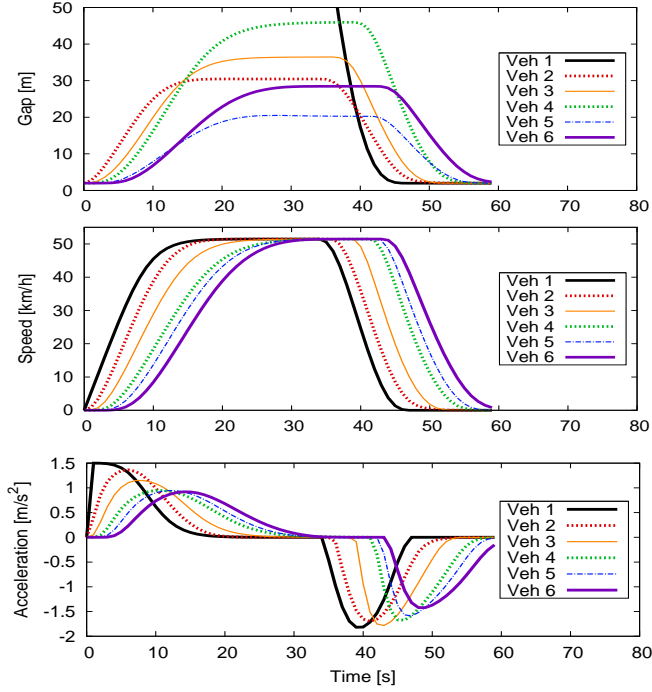 50
40
30
20
10
0
Gap [m]
Veh 1
Veh 2
Veh 3
Veh 4
Veh 5
Veh 6
0 10 20 30 40 50 60 70 80
50
40
30
20
10
0
Speed [km/h]
Veh 1
Veh 2
Veh 3
Veh 4
Veh 5
Veh 6
0 10 20 30 40 50 60 70 80
1.5
1
0.5
0
-0.5
-1
-1.5
-2
Acceleration [m/s²]
Veh 1
Veh 2
Veh 3
Veh 4
Veh 5
Veh 6
0 10 20 30 40 50 60 70 80
Time [s]